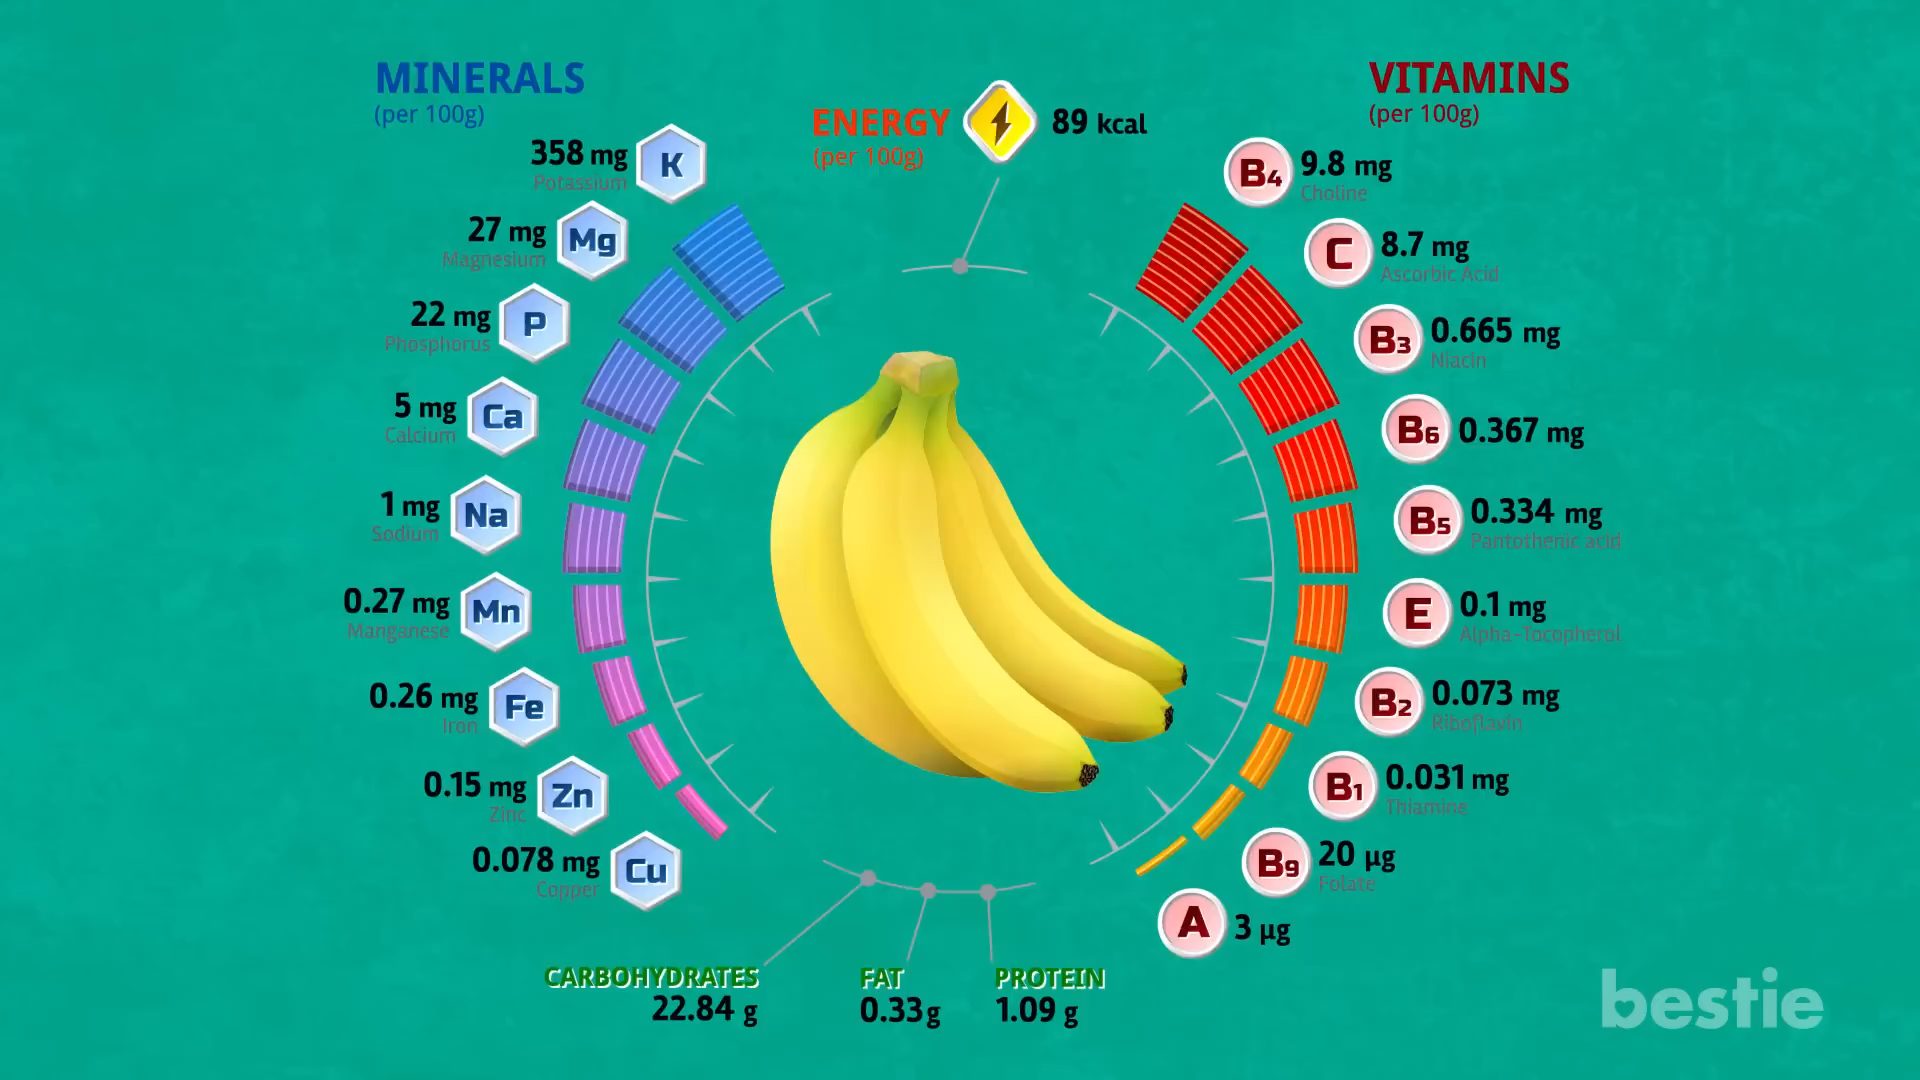 MINERALS
(per 100g)
358 mg
Potassium
K
27 mg
Magnesium
Mg
22 mg
Phosphorus
P
5 mg
Calcium
Ca
1 mg
Sodium
Na
0.27 mg
Manganese
Mn
0.26 mg
Iron
Fe
0.15 mg
Zinc
Zn
0.078 mg
Copper
Cu
ENERGY
(per 100g)
89 kcal
VITAMINS
(per 100g)
B4
9.8 mg
Choline
C
8.7 mg
Ascorbic Acid
B3
0.665 mg
Niacin
B6
0.367 mg
B5
0.334 mg
Pantothenic acid
E
0.1 mg
Alpha-Tocopherol
B2
0.073 mg
Riboflavin
B1
0.031 mg
Thiamine
B9
20 µg
Folate
A
3 µg
CARBOHYDRATES
22.84 g
FAT
0.33g
PROTEIN
1.09 g
bestie